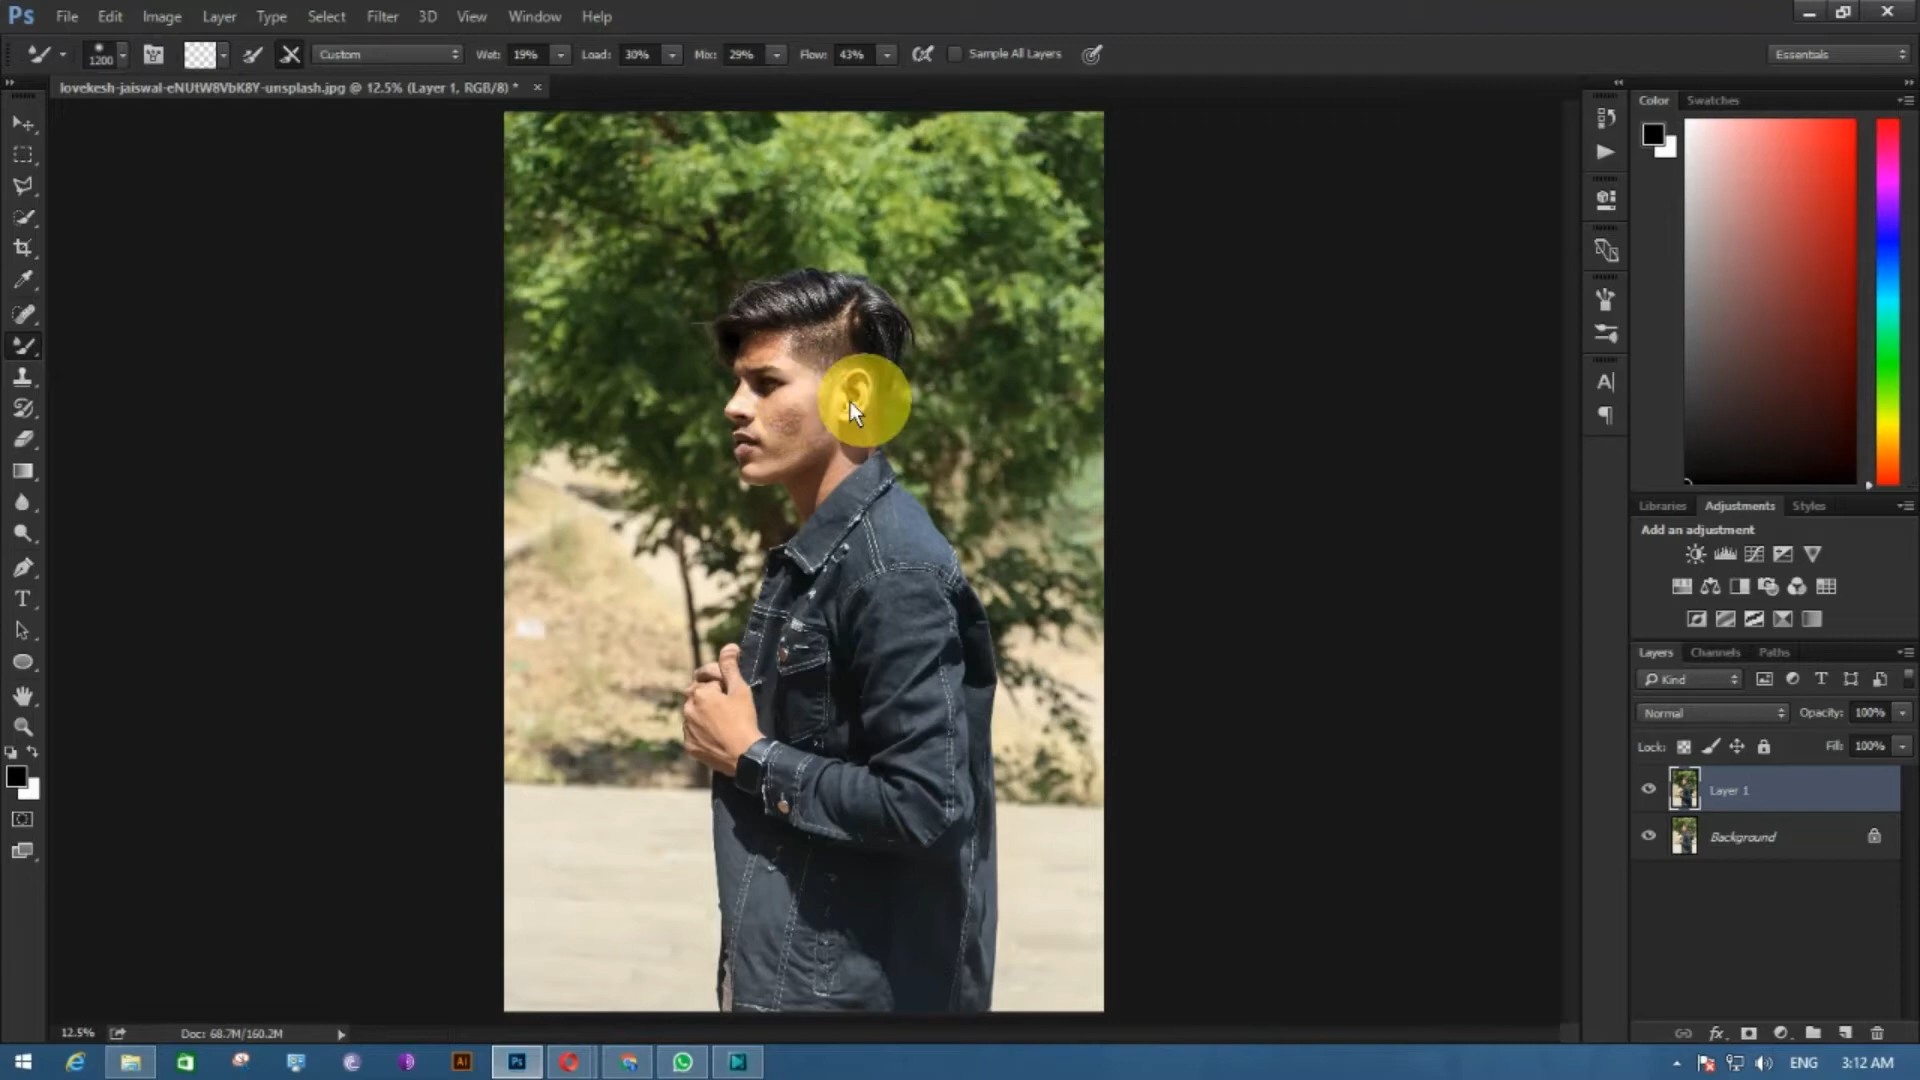 Ps File Edit Image Layer Type Select Filter 3D View Window Help
1200 Custom Wet: 19% Load: 30% Mix: 29% Flow: 43% Sample All Layers Essentials
lovekesh-jaiswal-eNUtW8VbK8Y-unsplash.jpg @ 12.5% (Layer 1, RGB/8) *
Color Swatches
Libraries Adjustments Styles
Add an adjustment
Layers Channels Paths
Kind
Normal Opacity: 100%
Lock: Fill: 100%
Layer 1
Background
12.5% Doc: 68.7M/160.2M
Ai Ps ENG 3:12 AM